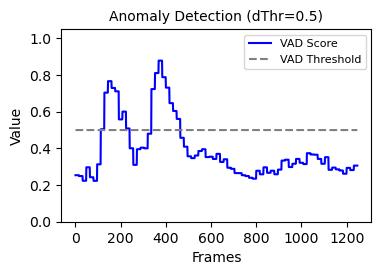 Anomaly Detection (dThr=0.5)
VAD Score
VAD Threshold
1.0
0.8
0.6
0.4
0.2
0.0
Value
0 200 400 600 800 1000 1200
Frames